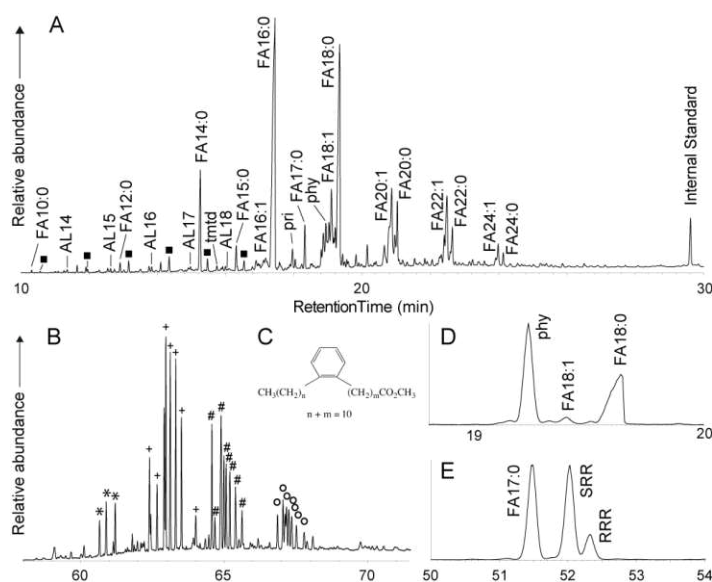 A
Relative abundance
FA10:0
AL14
AL15
FA12:0
AL16
AL17
FA14:0
tmtd
AL18
FA15:0
FA16:1
FA16:0
pri
FA17:0
phy
FA18:1
FA18:0
FA20:1
FA20:0
FA22:1
FA22:0
FA24:1
FA24:0
Internal Standard
10 20 30
RetentionTime (min)
B
Relative abundance
* * *
+ + + + + + + +
# # # # # # # #
o o o o o o o o
60 65 70
C
CH3(CH2)n (CH2)mCO2CH3
n + m = 10
D
phy
FA18:1
FA18:0
19 20
E
FA17:0
SRR
RRR
50 51 52 53 54